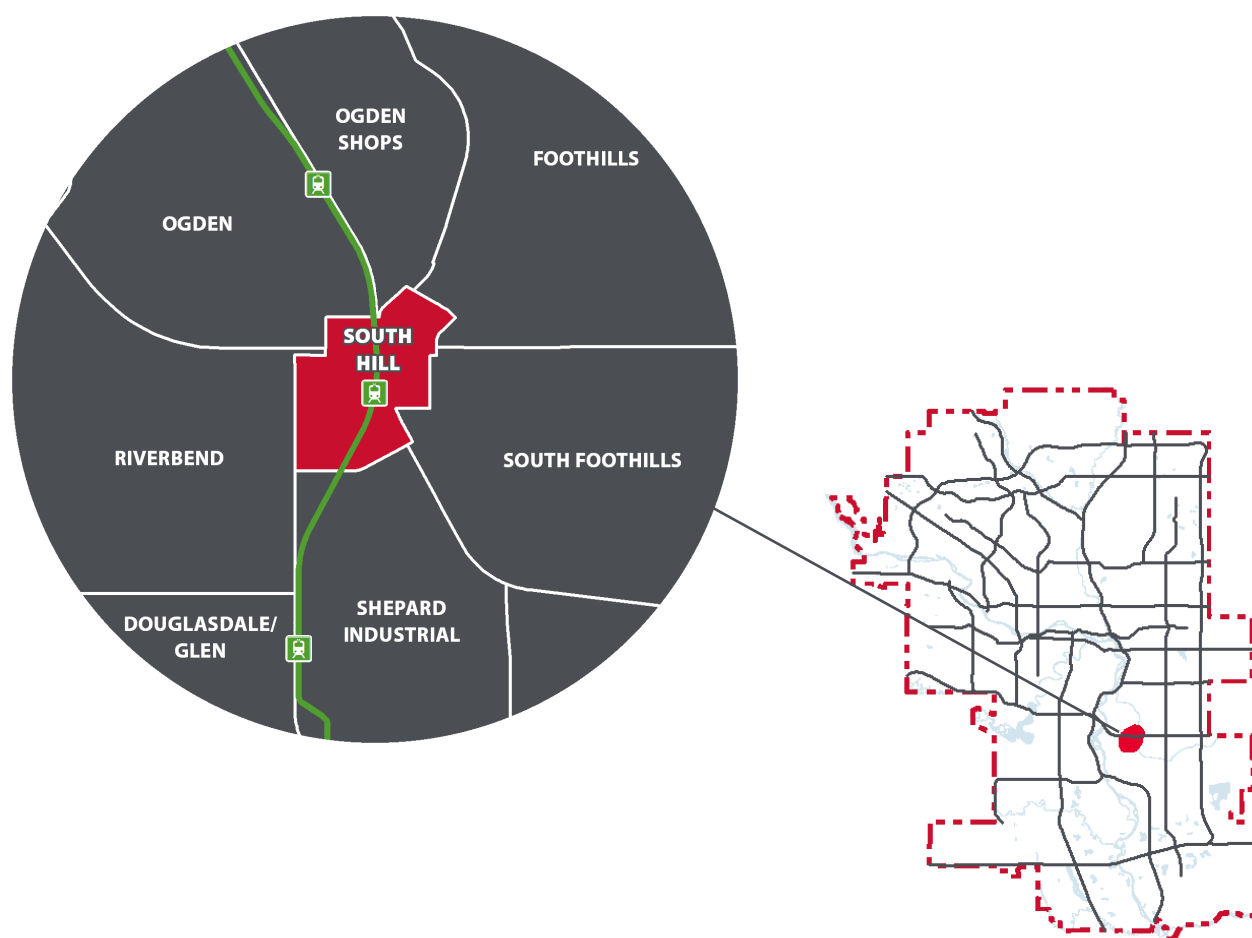 OGDEN
SHOPS
FOOTHILLS
OGDEN
SOUTH
HILL
RIVERBEND
SOUTH FOOTHILLS
DOUGLASDALE/
GLEN
SHEPARD
INDUSTRIAL